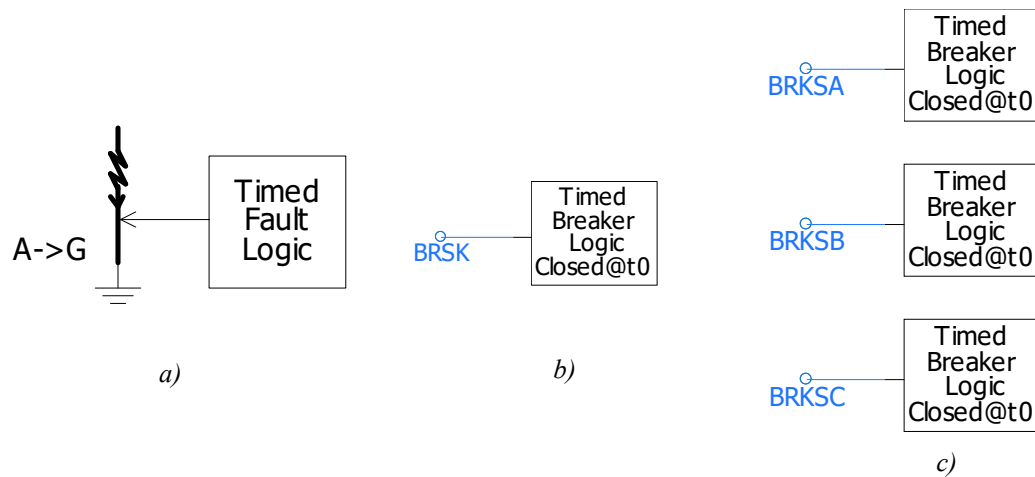 A->G
Timed
Fault
Logic
a)
BRSK
Timed
Breaker
Logic
Closed@t0
b)
BRKSA
Timed
Breaker
Logic
Closed@t0
BRKSB
Timed
Breaker
Logic
Closed@t0
BRKSC
Timed
Breaker
Logic
Closed@t0
c)